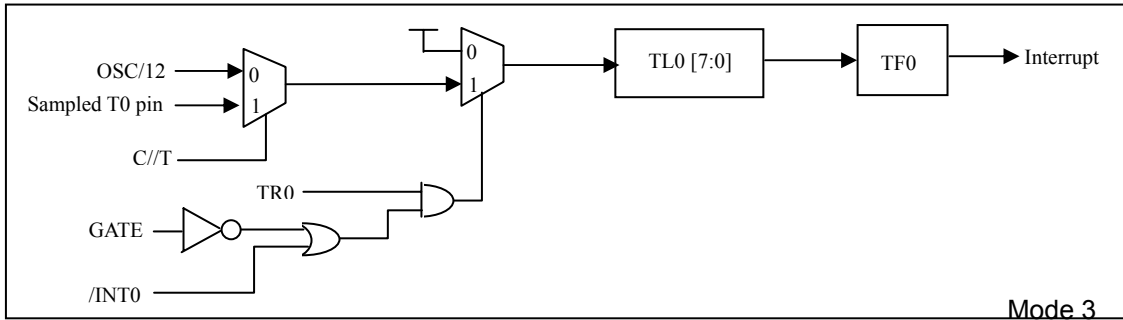 0
OSC/12
0
TL0 [7:0]
TF0
Interrupt
Sampled T0 pin
1
1
C//T
TR0
GATE
/INT0
Mode 3